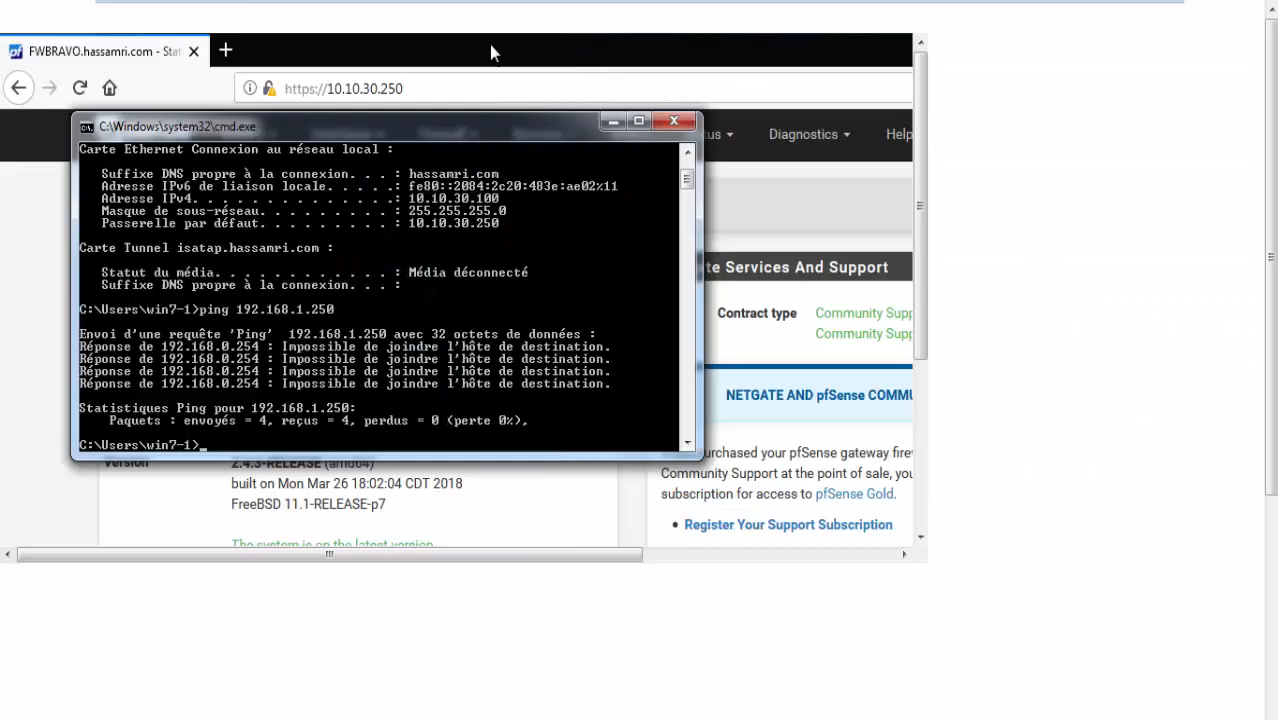 FWBRAVO.hassamri.com - Stat
https://10.10.30.250
C:\Windows\system32\cmd.exe
tus
Diagnostics
Help
Carte Ethernet Connexion au réseau local :
Suffixe DNS propre à la connexion. . . : hassamri.com
Adresse IPv6 de liaison locale. . . . .: fe80::2084:2c20:483e:ae02%11
Adresse IPv4. . . . . . . . . . . . . .: 10.10.30.100
Masque de sous-réseau. . . . . . . . . : 255.255.255.0
Passerelle par défaut. . . . . . . . . : 10.10.30.250
Carte Tunnel isatap.hassamri.com :
Statut du média. . . . . . . . . . . . : Média déconnecté
Suffixe DNS propre à la connexion. . . :
C:\Users\win7-1>ping 192.168.1.250
Envoi d'une requête 'Ping'  192.168.1.250 avec 32 octets de données :
Réponse de 192.168.0.254 : Impossible de joindre l'hôte de destination.
Réponse de 192.168.0.254 : Impossible de joindre l'hôte de destination.
Réponse de 192.168.0.254 : Impossible de joindre l'hôte de destination.
Réponse de 192.168.0.254 : Impossible de joindre l'hôte de destination.
Statistiques Ping pour 192.168.1.250:
Paquets : envoyés = 4, reçus = 4, perdus = 0 (perte 0%),
C:\Users\win7-1>_
te Services And Support
Contract type
Community Supp
Community Supp
NETGATE AND pfSense COMMU
urchased your pfSense gateway firew
Community Support at the point of sale, you
subscription for access to pfSense Gold.
• Register Your Support Subscription
Version
2.4.3-RELEASE (amd64)
built on Mon Mar 26 18:02:04 CDT 2018
FreeBSD 11.1-RELEASE-p7
The system is on the latest version.